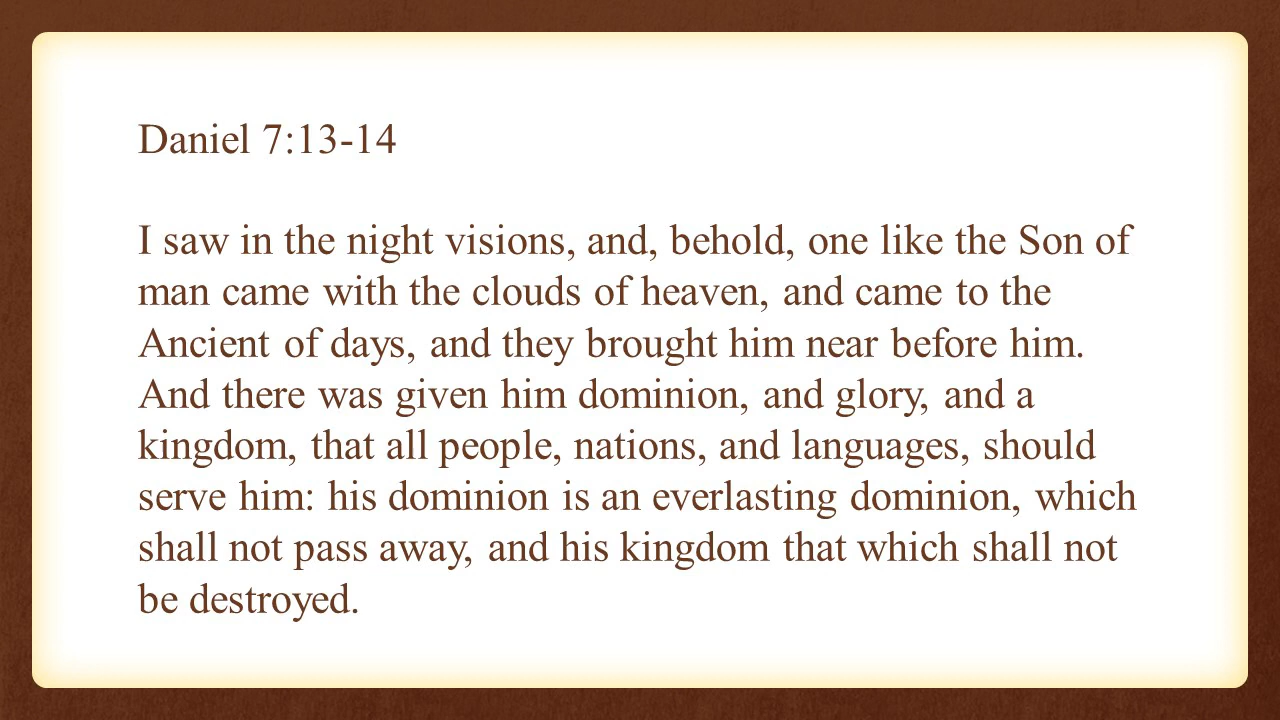 Daniel 7:13-14
I saw in the night visions, and, behold, one like the Son of
man came with the clouds of heaven, and came to the
Ancient of days, and they brought him near before him.
And there was given him dominion, and glory, and a
kingdom, that all people, nations, and languages, should
serve him: his dominion is an everlasting dominion, which
shall not pass away, and his kingdom that which shall not
be destroyed.